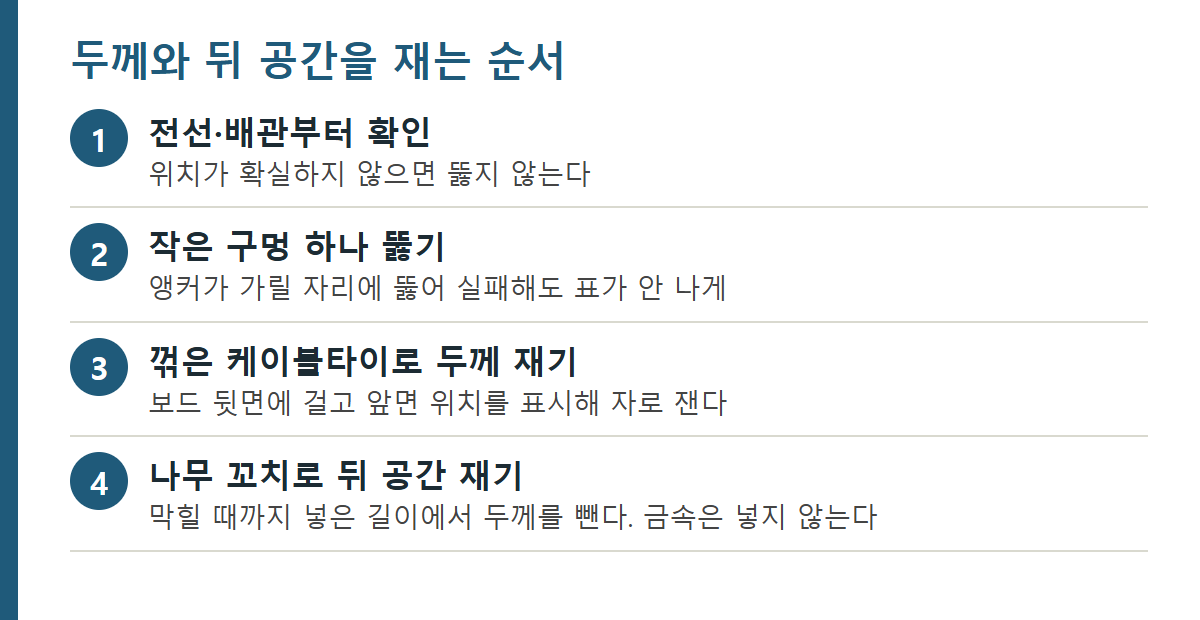 두께와 뒤 공간을 재는 순서
1
전선·배관부터 확인
위치가 확실하지 않으면 뚫지 않는다
2
작은 구멍 하나 뚫기
앵커가 가릴 자리에 뚫어 실패해도 표가 안 나게
3
꺾은 케이블타이로 두께 재기
보드 뒷면에 걸고 앞면 위치를 표시해 자로 잰다
4
나무 꼬치로 뒤 공간 재기
막힐 때까지 넣은 길이에서 두께를 뺀다. 금속은 넣지 않는다